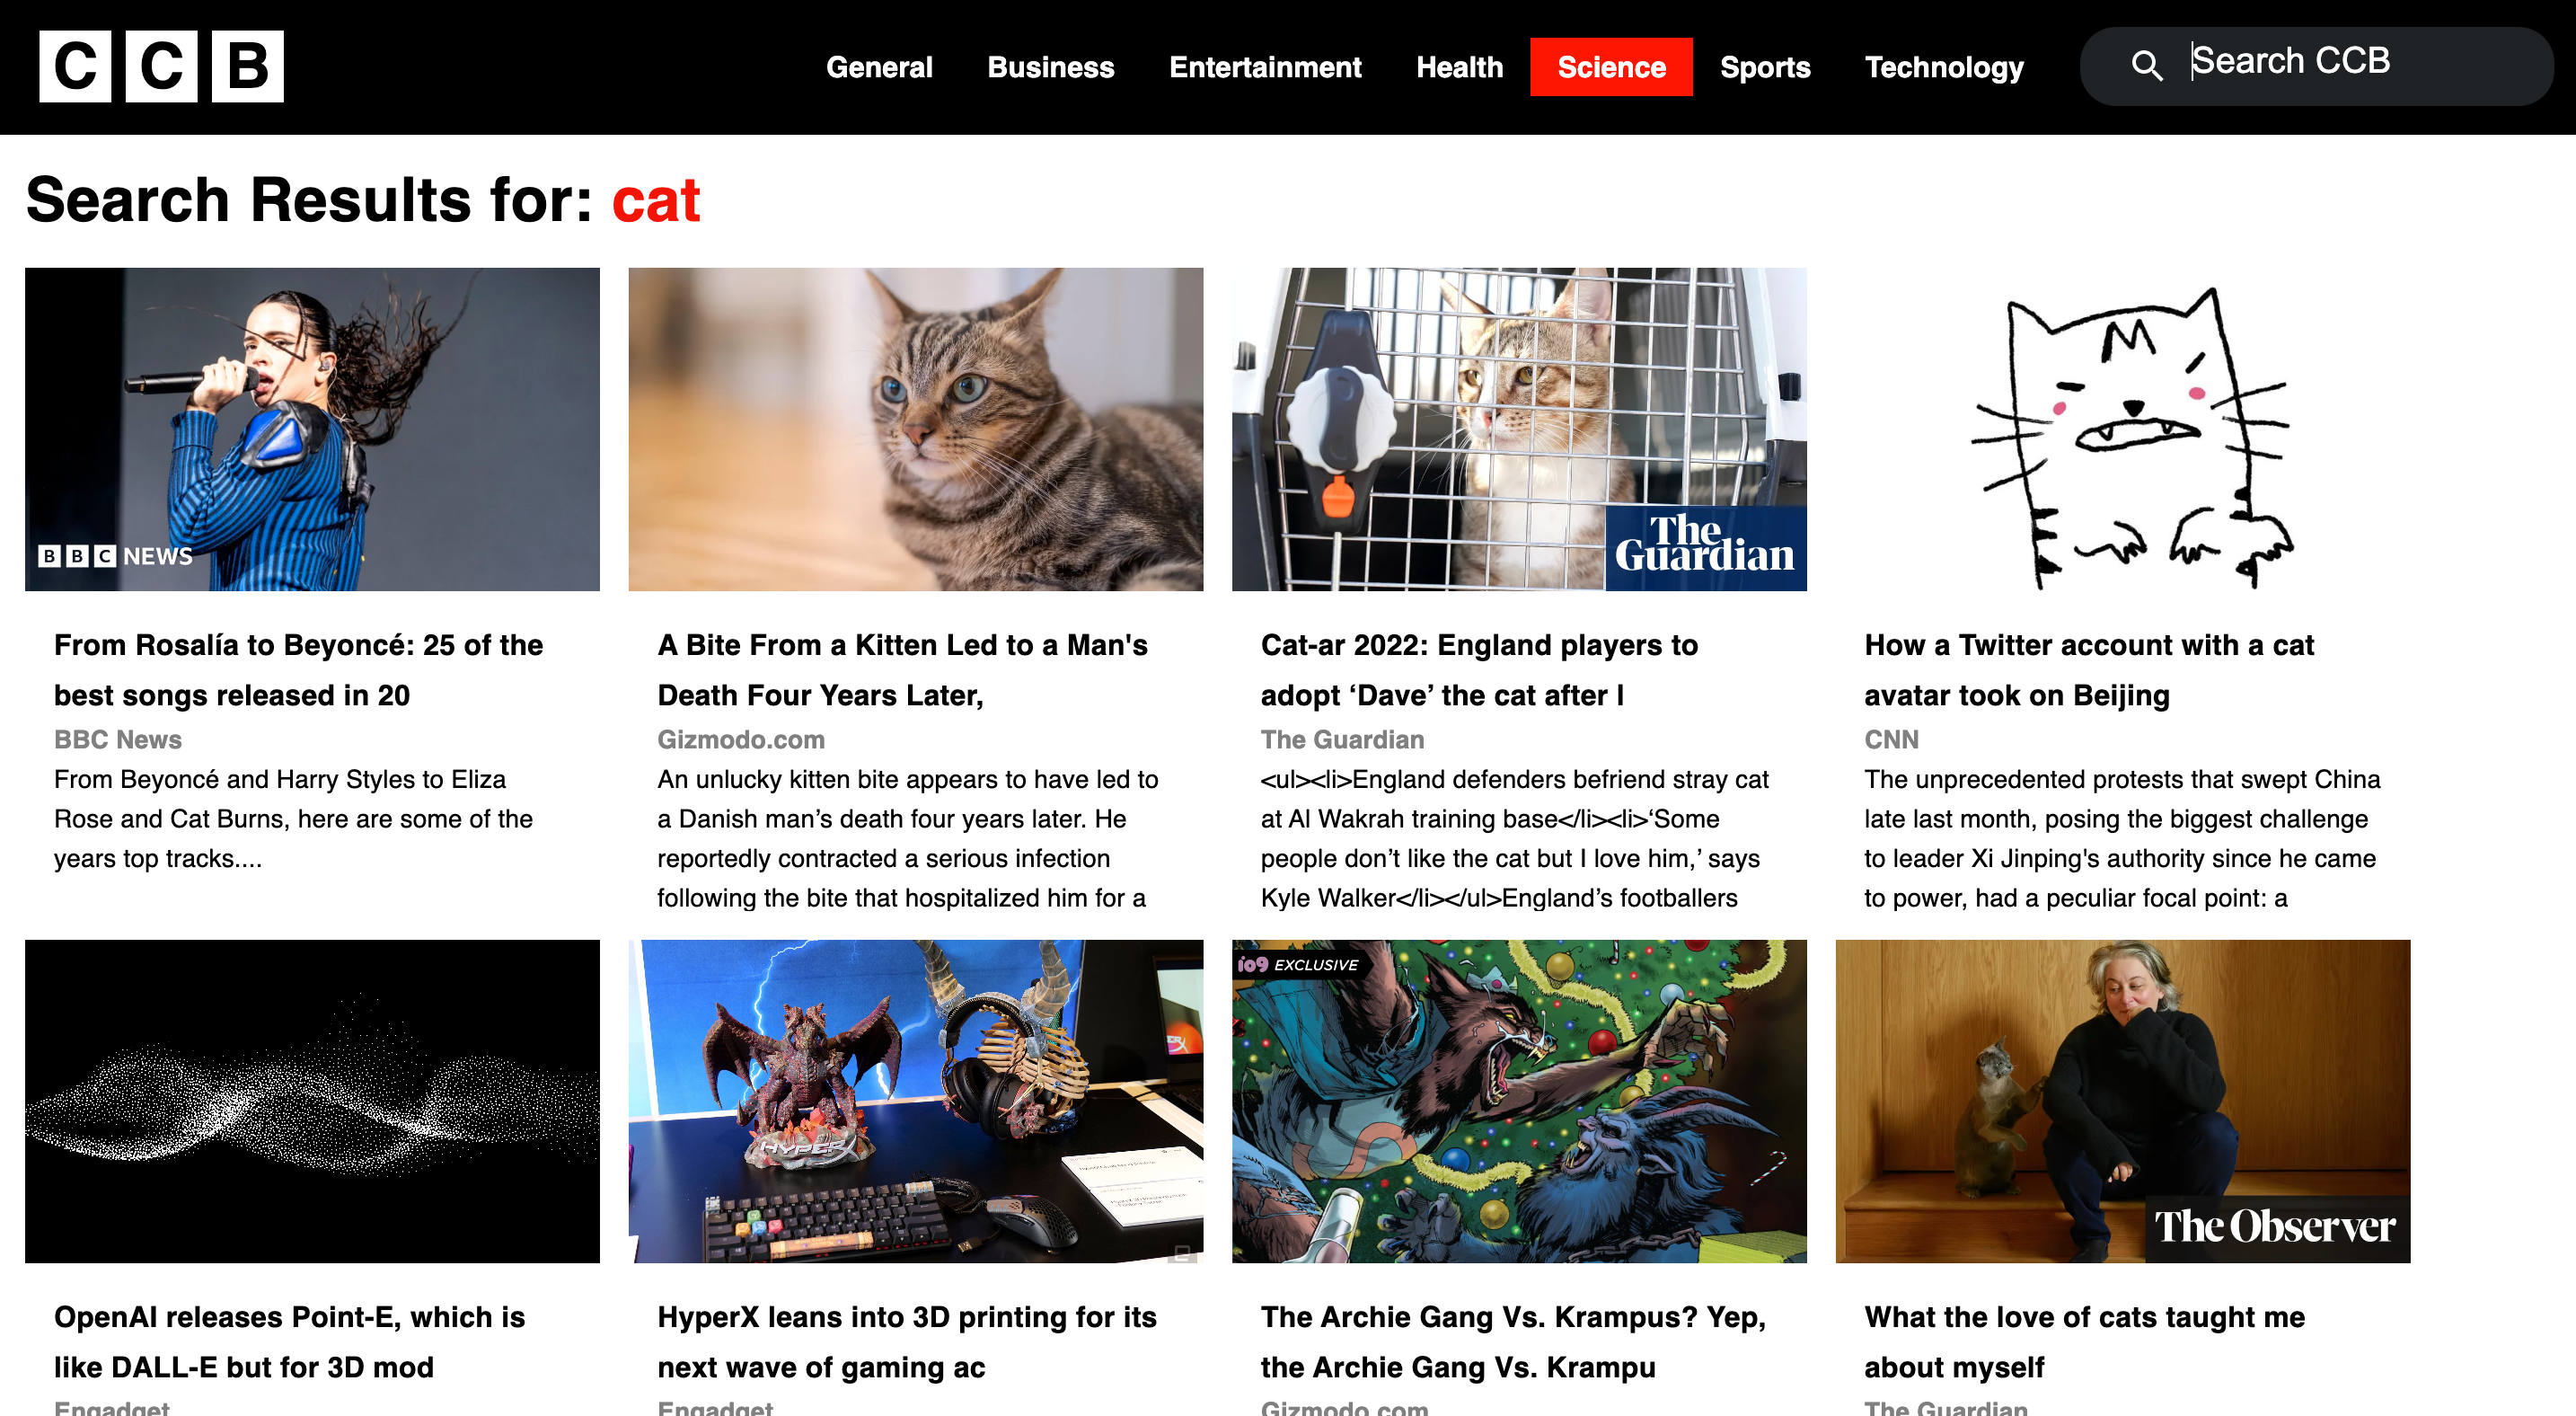 C C B
General Business Entertainment Health Science Sports Technology
Search CCB
Search Results for: cat
BBC NEWS
From Rosalía to Beyoncé: 25 of the
best songs released in 20
BBC News
From Beyoncé and Harry Styles to Eliza
Rose and Cat Burns, here are some of the
years top tracks....
A Bite From a Kitten Led to a Man's
Death Four Years Later,
Gizmodo.com
An unlucky kitten bite appears to have led to
a Danish man’s death four years later. He
reportedly contracted a serious infection
following the bite that hospitalized him for a
The
Guardian
Cat-ar 2022: England players to
adopt ‘Dave’ the cat after l
The Guardian
<ul><li>England defenders befriend stray cat
at Al Wakrah training base</li><li>‘Some
people don’t like the cat but I love him,’ says
Kyle Walker</li></ul>England’s footballers
How a Twitter account with a cat
avatar took on Beijing
CNN
The unprecedented protests that swept China
late last month, posing the biggest challenge
to leader Xi Jinping's authority since he came
to power, had a peculiar focal point: a
OpenAI releases Point-E, which is
like DALL-E but for 3D mod
Engadget
HYPERX
HyperX leans into 3D printing for its
next wave of gaming ac
Engadget
io9 EXCLUSIVE
The Archie Gang Vs. Krampus? Yep,
the Archie Gang Vs. Krampu
Gizmodo.com
The Observer
What the love of cats taught me
about myself
The Guardian